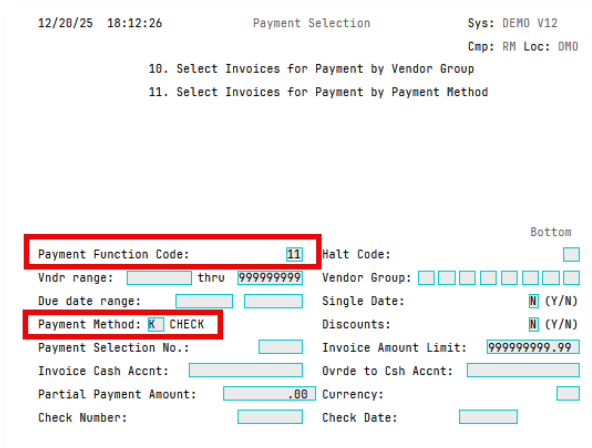 12/20/25 18:12:26 Payment Selection Sys: DEMO V12
Cmp: RM Loc: DMO
10. Select Invoices for Payment by Vendor Group
11. Select Invoices for Payment by Payment Method
Bottom
Payment Function Code: 11 Halt Code:
Vndr range: thru 999999999 Vendor Group:
Due date range: Single Date: N (Y/N)
Payment Method: K CHECK Discounts: N (Y/N)
Payment Selection No.: Invoice Amount Limit: 999999999.99
Invoice Cash Accnt: Ovrde to Csh Accnt:
Partial Payment Amount: .00 Currency:
Check Number: Check Date: